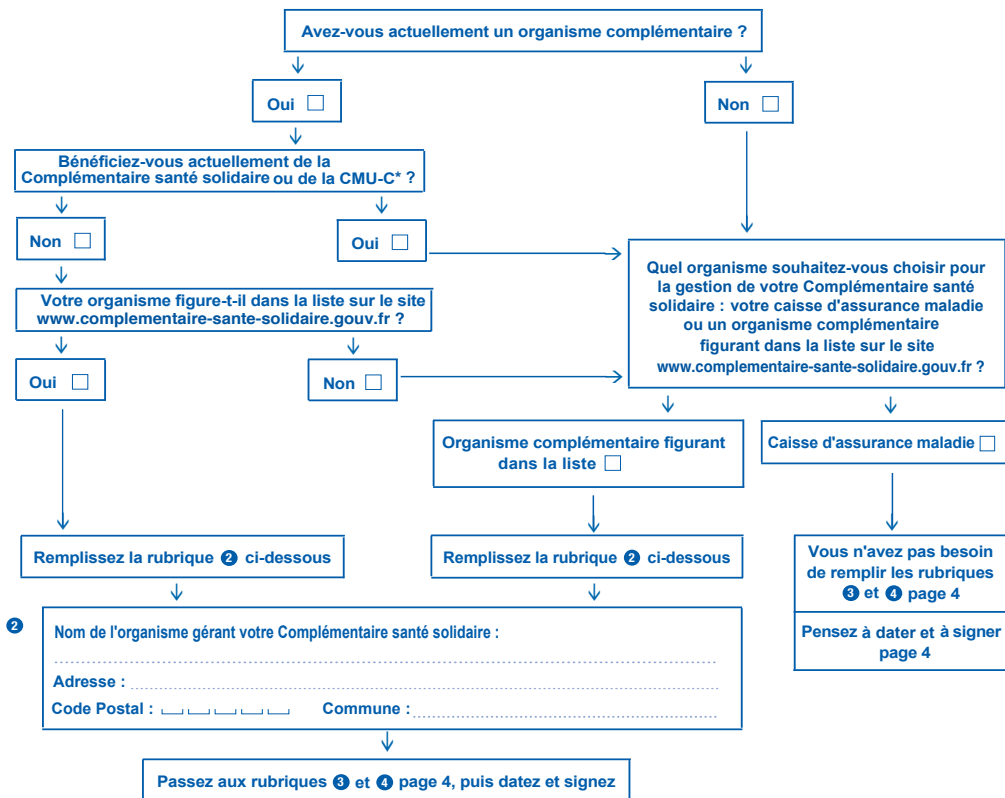 Avez-vous actuellement un organisme complémentaire ?
Oui
Non
Bénéficiez-vous actuellement de la
Complémentaire santé solidaire ou de la CMU-C* ?
Non
Oui
Quel organisme souhaitez-vous choisir pour
la gestion de votre Complémentaire santé
solidaire : votre caisse d'assurance maladie
ou un organisme complémentaire
figurant dans la liste sur le site
www.complementaire-sante-solidaire.gouv.fr ?
Votre organisme figure-t-il dans la liste sur le site
www.complementaire-sante-solidaire.gouv.fr ?
Oui
Non
Organisme complémentaire figurant
dans la liste
Caisse d'assurance maladie
Remplissez la rubrique 2 ci-dessous
Remplissez la rubrique 2 ci-dessous
Vous n'avez pas besoin
de remplir les rubriques
3 et 4 page 4
Pensez à dater et à signer
page 4
2
Nom de l'organisme gérant votre Complémentaire santé solidaire :
Adresse :
Code Postal : Commune :
Passez aux rubriques 3 et 4 page 4, puis datez et signez